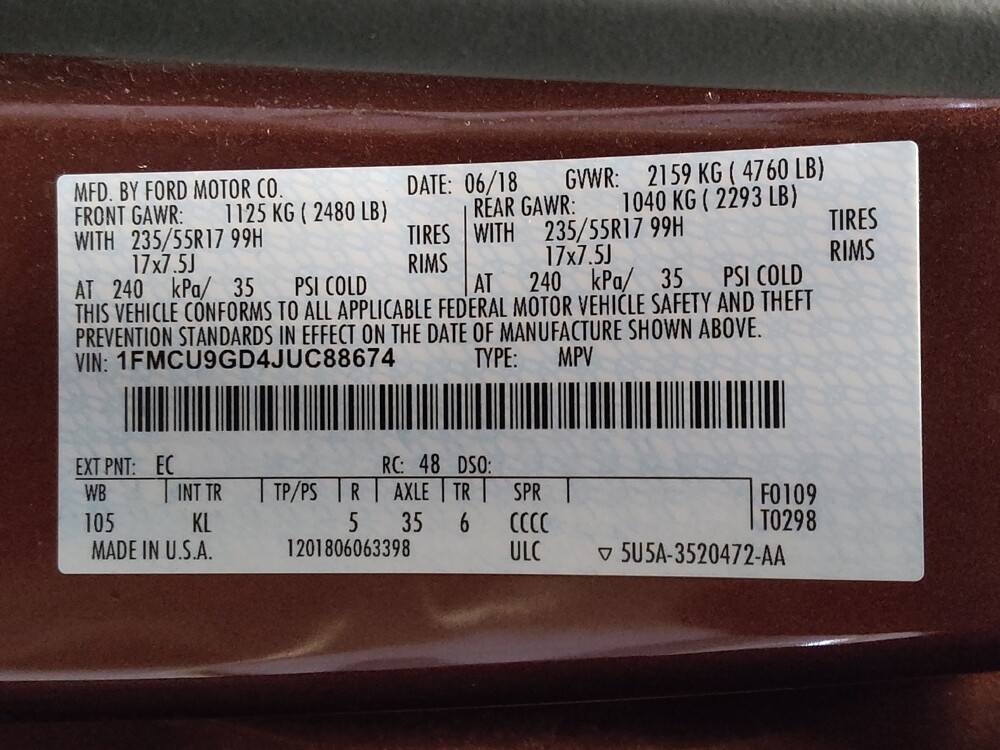 MFD. BY FORD MOTOR CO. DATE: 06/18 GVWR: 2159 KG ( 4760 LB)
FRONT GAWR: 1125 KG ( 2480 LB) REAR GAWR: 1040 KG ( 2293 LB)
WITH 235/55R17 99H TIRES WITH 235/55R17 99H TIRES
17x7.5J RIMS 17x7.5J RIMS
AT 240 kPa/ 35 PSI COLD AT 240 kPa/ 35 PSI COLD
THIS VEHICLE CONFORMS TO ALL APPLICABLE FEDERAL MOTOR VEHICLE SAFETY AND THEFT
PREVENTION STANDARDS IN EFFECT ON THE DATE OF MANUFACTURE SHOWN ABOVE.
VIN: 1FMCU9GD4JUC88674 TYPE: MPV
EXT PNT: EC RC: 48 DSO:
WB INT TR TP/PS R AXLE TR SPR F0109
105 KL 5 35 6 CCCC T0298
MADE IN U.S.A. 1201806063398 ULC ▽ 5U5A-3520472-AA